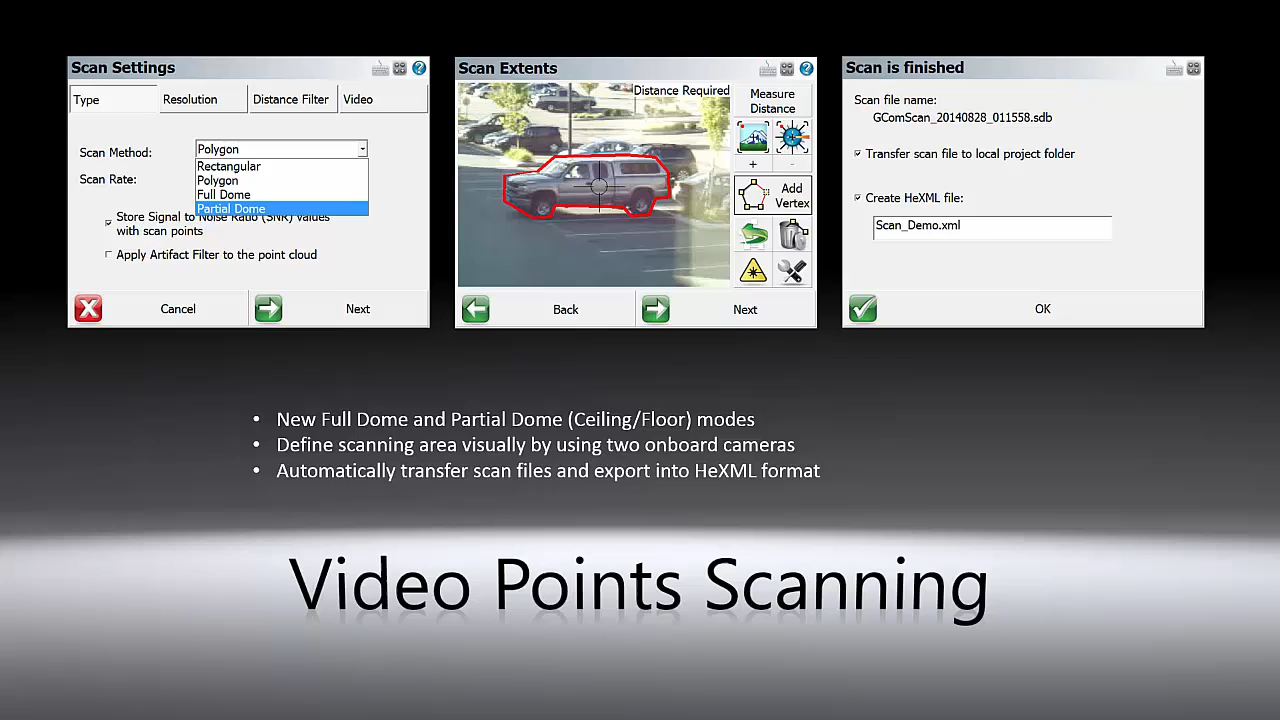 Scan Settings
Type
Resolution
Distance Filter
Video
Scan Method:
Polygon
Rectangular
Polygon
Full Dome
Partial Dome
Scan Rate:
Store Signal to Noise Ratio (SNR) values
with scan points
Apply Artifact Filter to the point cloud
Cancel
Next
Scan Extents
Distance Required
Measure
Distance
+
-
Add
Vertex
Back
Next
Scan is finished
Scan file name:
GComScan_20140828_011558.sdb
Transfer scan file to local project folder
Create HeXML file:
Scan_Demo.xml
OK
• New Full Dome and Partial Dome (Ceiling/Floor) modes
• Define scanning area visually by using two onboard cameras
• Automatically transfer scan files and export into HeXML format
Video Points Scanning